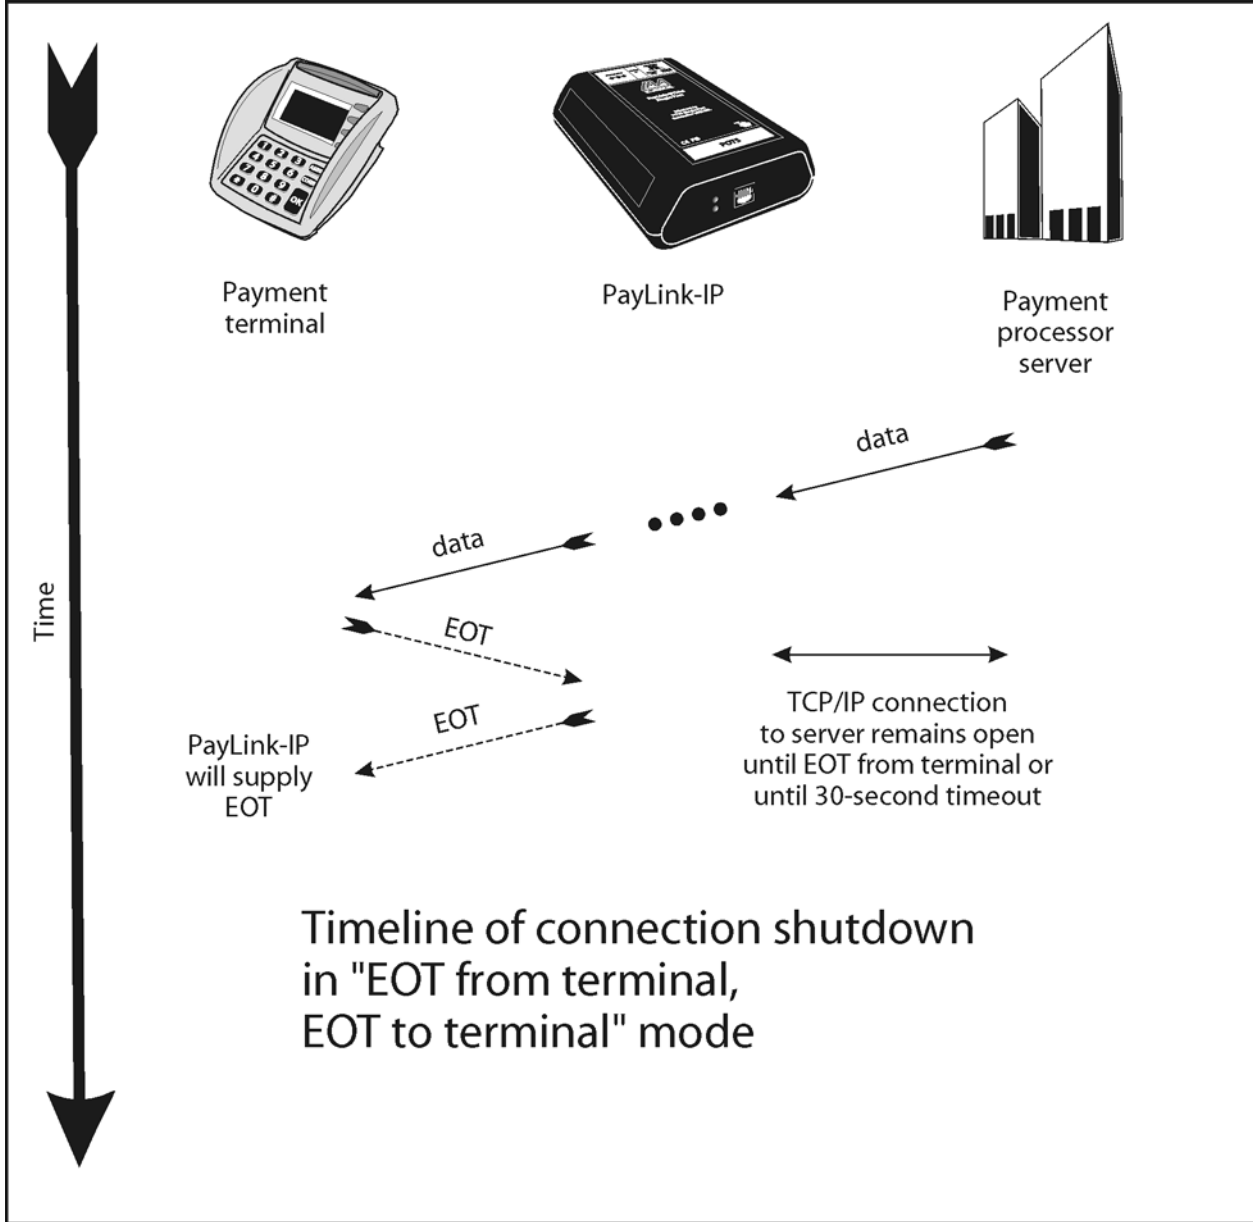 Payment
terminal
PayLink-IP
Payment
processor
server
POTS
OK
data
data
Time
EOT
EOT
PayLink-IP
will supply
EOT
TCP/IP connection
to server remains open
until EOT from terminal or
until 30-second timeout
Timeline of connection shutdown
in "EOT from terminal,
EOT to terminal" mode